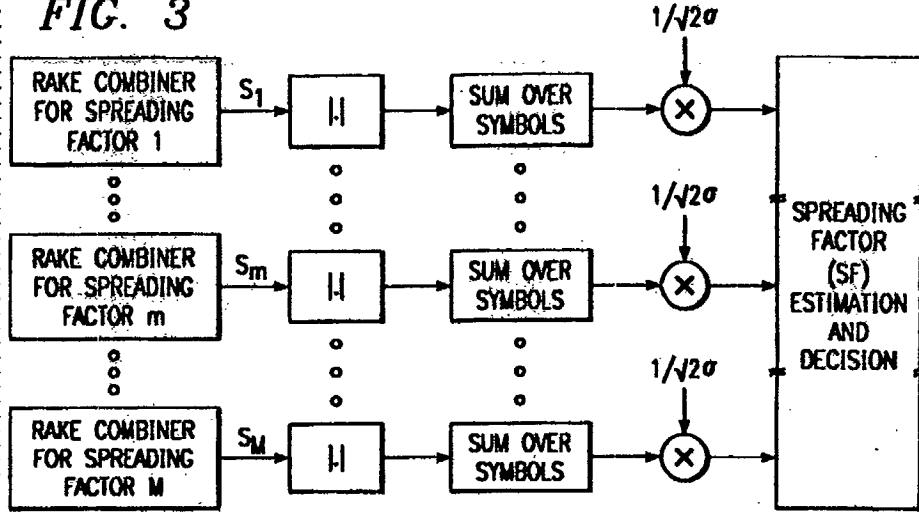 FIG. 3
1/√2σ
RAKE COMBINER
FOR SPREADING
FACTOR 1
S1
|.|
SUM OVER
SYMBOLS
×
1/√2σ
RAKE COMBINER
FOR SPREADING
FACTOR m
Sm
|.|
SUM OVER
SYMBOLS
×
1/√2σ
RAKE COMBINER
FOR SPREADING
FACTOR M
SM
|.|
SUM OVER
SYMBOLS
×
SPREADING
FACTOR
(SF)
ESTIMATION
AND
DECISION